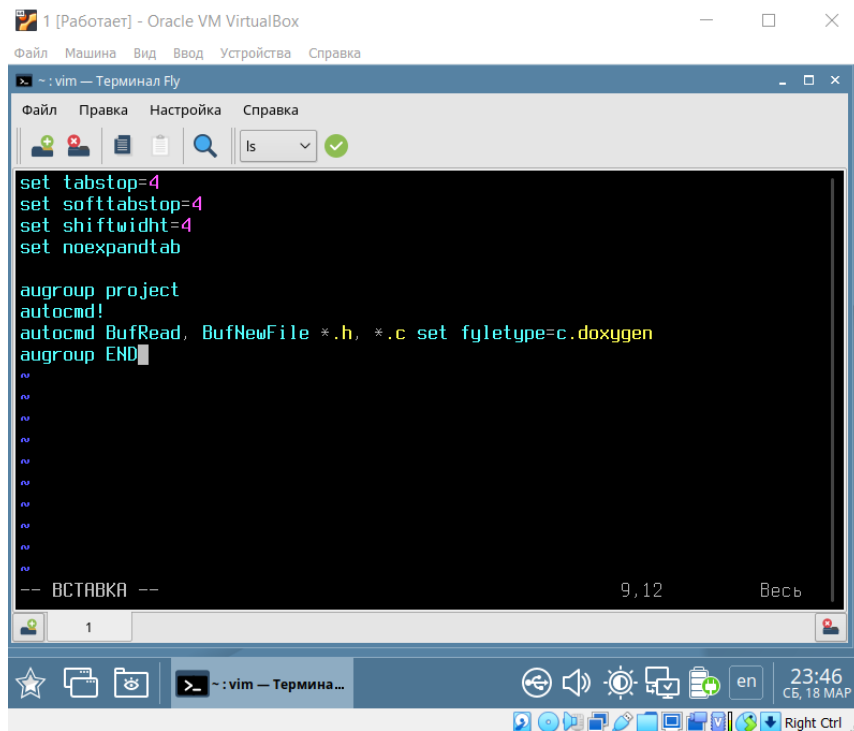 1 [Работает] - Oracle VM VirtualBox
Файл Машина Вид Ввод Устройства Справка
~ : vim — Терминал Fly
Файл Правка Настройка Справка
ls
set tabstop=4
set softtabstop=4
set shiftwidht=4
set noexpandtab
augroup project
autocmd!
autocmd BufRead, BufNewFile *.h, *.c set fyletype=c.doxygen
augroup END
~
~
~
~
~
~
~
~
~
~
-- ВСТАВКА -- 9,12 Весь
1
~ : vim — Термина...
en
23:46
СБ, 18 МАР
Right Ctrl